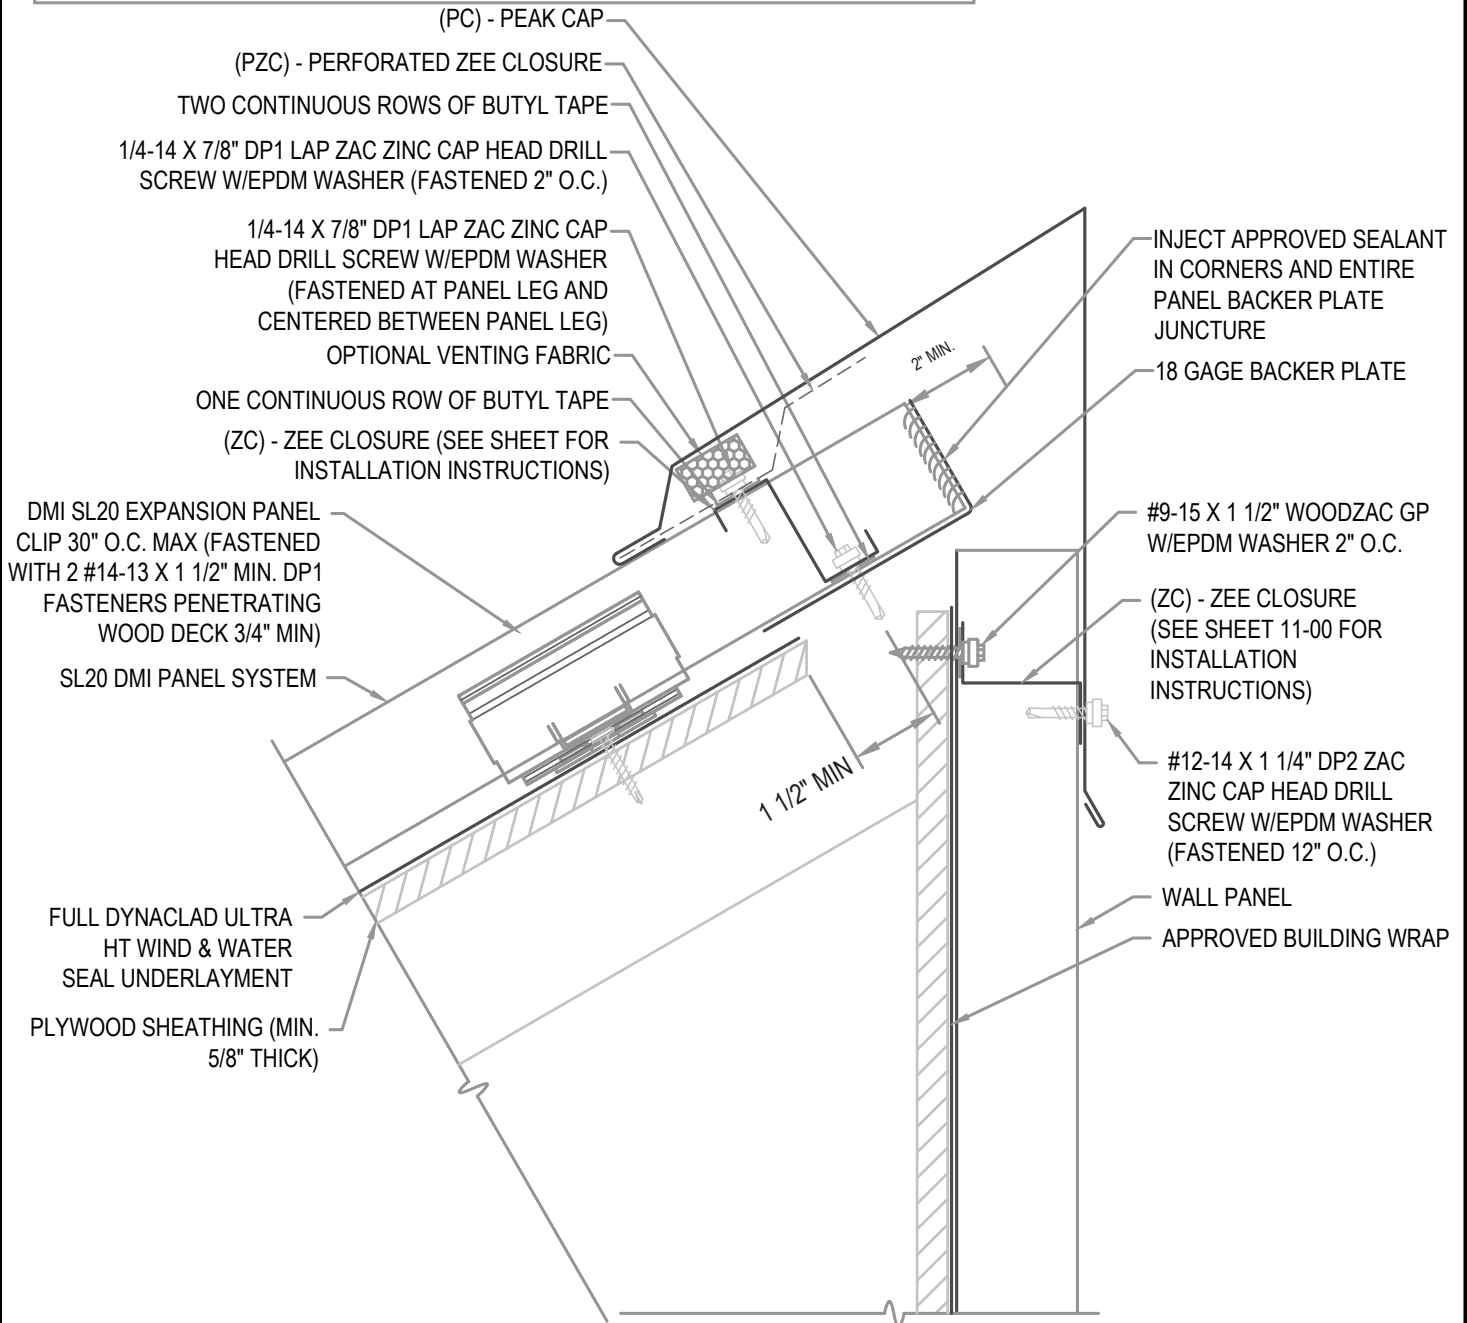 (PC) - PEAK CAP
(PZC) - PERFORATED ZEE CLOSURE
TWO CONTINUOUS ROWS OF BUTYL TAPE
1/4-14 X 7/8" DP1 LAP ZAC ZINC CAP HEAD DRILL
SCREW W/EPDM WASHER (FASTENED 2" O.C.)
1/4-14 X 7/8" DP1 LAP ZAC ZINC CAP
HEAD DRILL SCREW W/EPDM WASHER
(FASTENED AT PANEL LEG AND
CENTERED BETWEEN PANEL LEG)
OPTIONAL VENTING FABRIC
ONE CONTINUOUS ROW OF BUTYL TAPE
(ZC) - ZEE CLOSURE (SEE SHEET FOR
INSTALLATION INSTRUCTIONS)
DMI SL20 EXPANSION PANEL
CLIP 30" O.C. MAX (FASTENED
WITH 2 #14-13 X 1 1/2" MIN. DP1
FASTENERS PENETRATING
WOOD DECK 3/4" MIN)
SL20 DMI PANEL SYSTEM
FULL DYNACLAD ULTRA
HT WIND & WATER
SEAL UNDERLAYMENT
PLYWOOD SHEATHING (MIN.
5/8" THICK)
2" MIN.
1 1/2" MIN
INJECT APPROVED SEALANT
IN CORNERS AND ENTIRE
PANEL BACKER PLATE
JUNCTURE
18 GAGE BACKER PLATE
#9-15 X 1 1/2" WOODZAC GP
W/EPDM WASHER 2" O.C.
(ZC) - ZEE CLOSURE
(SEE SHEET 11-00 FOR
INSTALLATION
INSTRUCTIONS)
#12-14 X 1 1/4" DP2 ZAC
ZINC CAP HEAD DRILL
SCREW W/EPDM WASHER
(FASTENED 12" O.C.)
WALL PANEL
APPROVED BUILDING WRAP